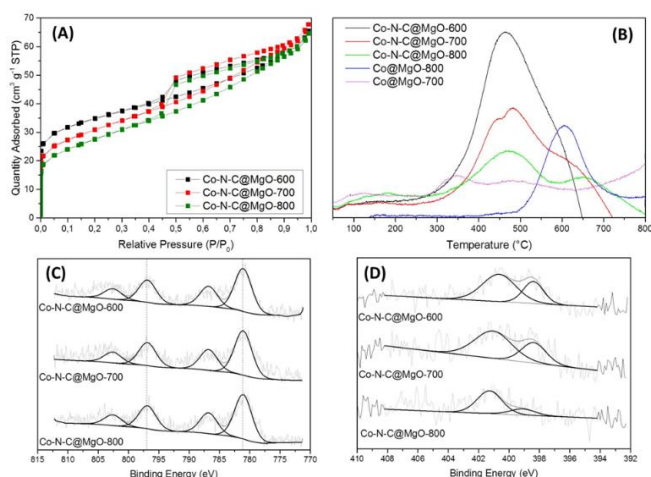 (A)
Quantity Adsorbed (cm³ g⁻¹ STP)
70
60
50
40
30
20
10
0
Co-N-C@MgO-600
Co-N-C@MgO-700
Co-N-C@MgO-800
0,0 0,1 0,2 0,3 0,4 0,5 0,6 0,7 0,8 0,9 1,0
Relative Pressure (P/P₀)
(B)
Co-N-C@MgO-600
Co-N-C@MgO-700
Co-N-C@MgO-800
Co@MgO-800
Co@MgO-700
100 200 300 400 500 600 700 800
Temperature (°C)
(C)
Co-N-C@MgO-600
Co-N-C@MgO-700
Co-N-C@MgO-800
815 810 805 800 795 790 785 780 775 770
Binding Energy (eV)
(D)
Co-N-C@MgO-600
Co-N-C@MgO-700
Co-N-C@MgO-800
410 408 406 404 402 400 398 396 394 392
Binding Energy (eV)